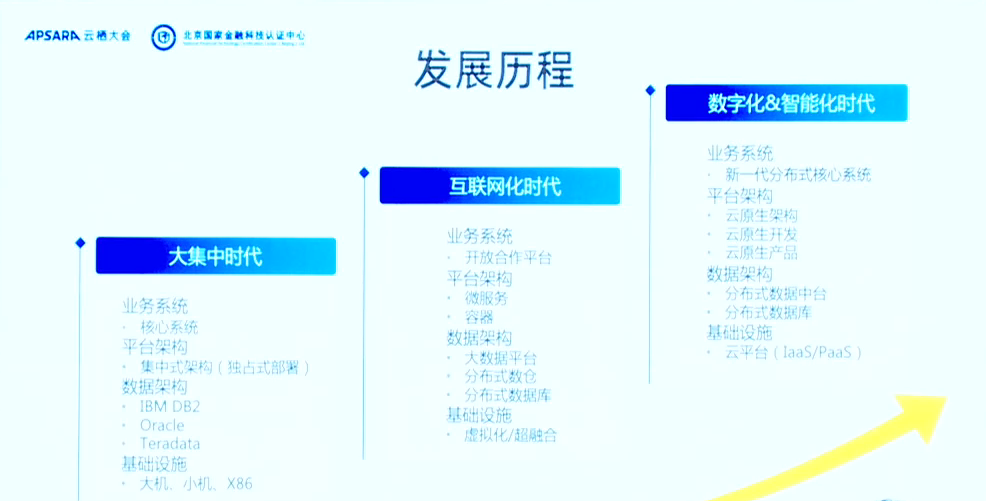 APSARA 云栖大会
北京国家金融科技认证中心
发展历程
大集中时代
业务系统
· 核心系统
平台架构
· 集中式架构（独占式部署）
数据架构
· IBM DB2
· Oracle
· Teradata
基础设施
· 大机、小机、X86
互联网化时代
业务系统
· 开放合作平台
平台架构
· 微服务
· 容器
数据架构
· 大数据平台
· 分布式数仓
· 分布式数据库
基础设施
· 虚拟化/超融合
数字化&智能化时代
业务系统
· 新一代分布式核心系统
平台架构
· 云原生架构
· 云原生开发
· 云原生产品
数据架构
· 分布式数据中台
· 分布式数据库
基础设施
· 云平台（IaaS/PaaS）